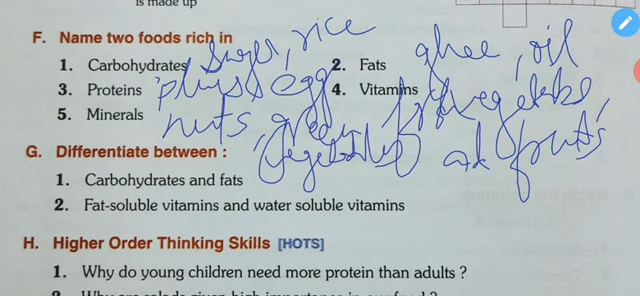 is made up
F. Name two foods rich in
1. Carbohydrates sugar, rice 2. Fats ghee, oil
3. Proteins eggs 4. Vitamins vegetables,
5. Minerals nuts, green vegetables and fruits
G. Differentiate between :
1. Carbohydrates and fats
2. Fat-soluble vitamins and water soluble vitamins
H. Higher Order Thinking Skills [HOTS]
1. Why do young children need more protein than adults ?